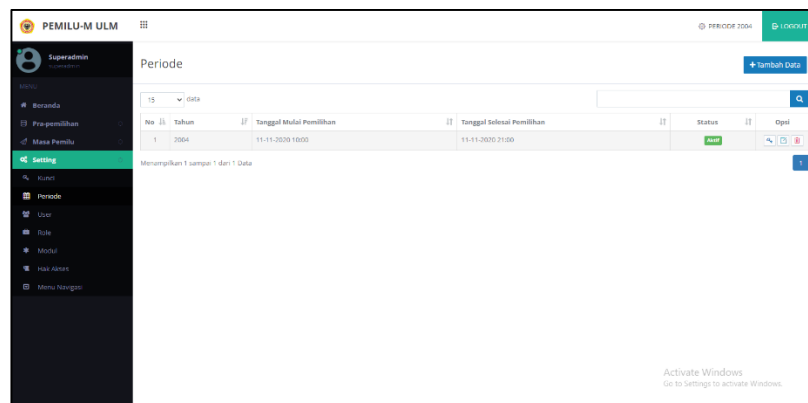 PEMILU-M ULM
PERIODE 2004
LOGOUT
Superadmin
superadmin
MENU
Beranda
Pra-pemilihan
Masa Pemilu
Setting
Kunci
Periode
User
Role
Modul
Hak Akses
Menu Navigasi
Periode
+ Tambah Data
15 data
No Tahun Tanggal Mulai Pemilihan Tanggal Selesai Pemilihan Status Opsi
1 2004 11-11-2020 10:00 11-11-2020 21:00 Aktif
Menampilkan 1 sampai 1 dari 1 Data
1
Activate Windows
Go to Settings to activate Windows.